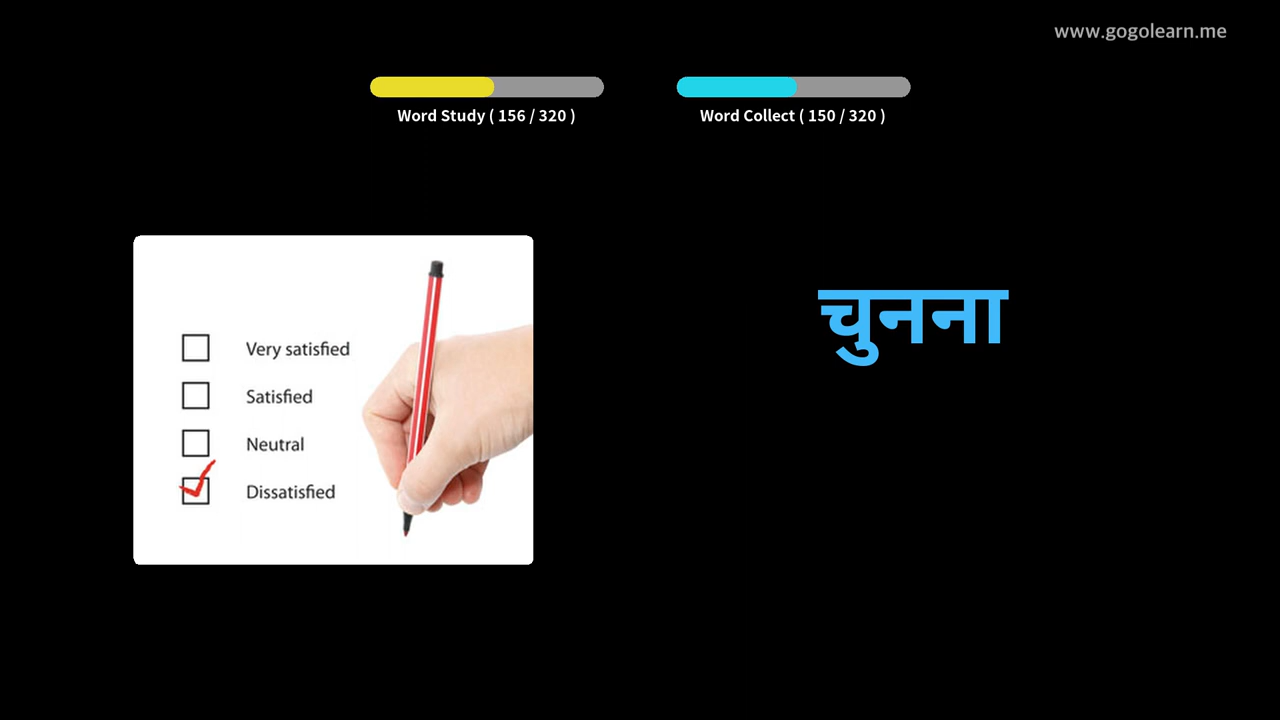 www.gogolearn.me
Word Study ( 156 / 320 )
Word Collect ( 150 / 320 )
Very satisfied
Satisfied
Neutral
Dissatisfied
चुनना